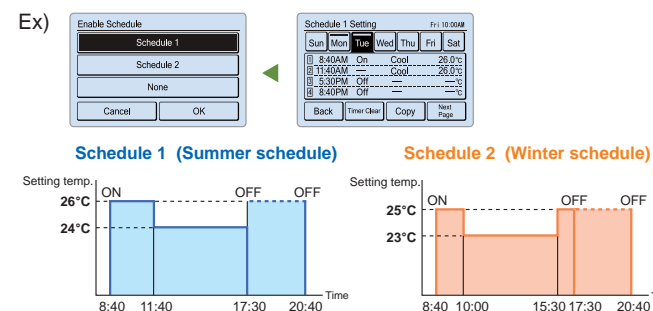 Ex)
Enable Schedule
Schedule 1
Schedule 2
None
Cancel OK
Schedule 1 Setting Fri 10:00AM
Sun Mon Tue Wed Thu Fri Sat
1 8:40AM On Cool 26.0℃
2 11:40AM — Cool 26.0℃
3 5:30PM Off — —℃
4 8:40PM Off — —℃
Back Timer Clear Copy Next Page
Schedule 1 (Summer schedule)
Setting temp.
ON OFF OFF
26°C
24°C
Time
8:40 11:40 17:30 20:40
Schedule 2 (Winter schedule)
Setting temp.
ON OFF OFF
25°C
23°C
8:40 10:00 15:30 17:30 20:40